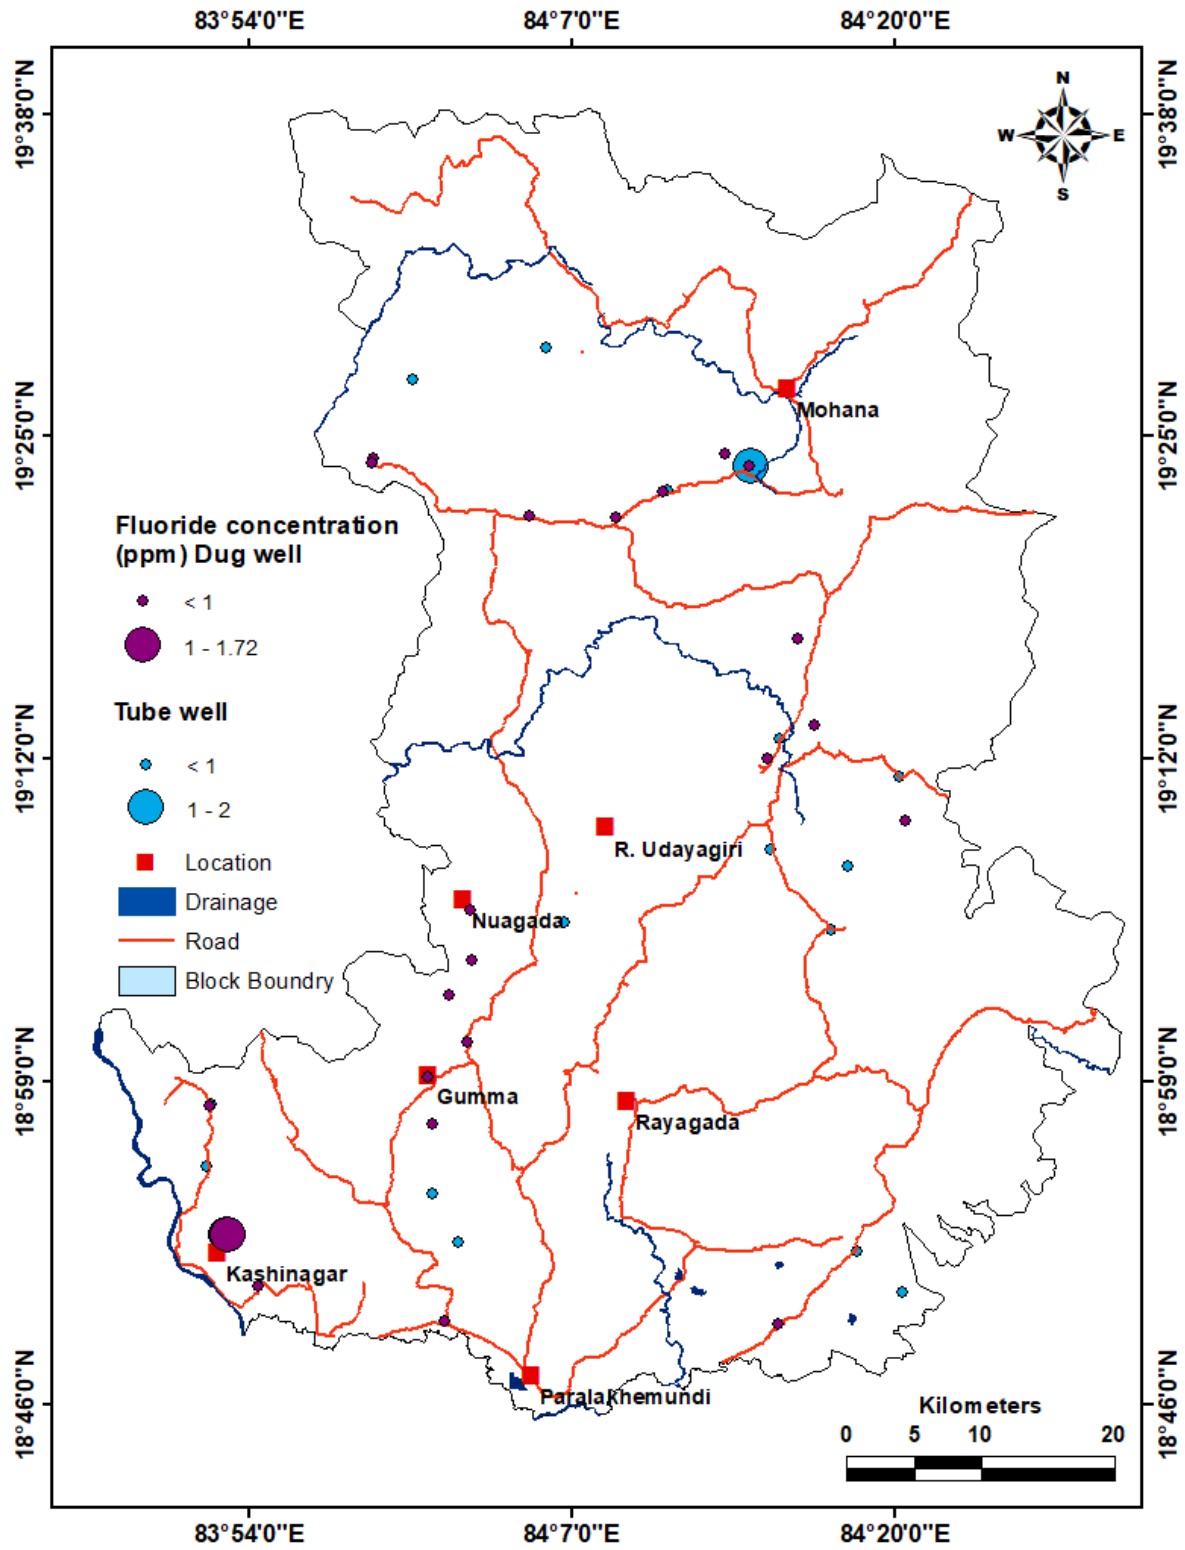 83°54'0"E 84°7'0"E 84°20'0"E
19°38'0"N 19°38'0"N
N
W E
S
Mohana
19°25'0"N 19°25'0"N
Fluoride concentration
(ppm) Dug well
< 1
1 - 1.72
Tube well
< 1
1 - 2
Location
Drainage
Road
Block Boundry
19°12'0"N 19°12'0"N
R. Udayagiri
Nuagada
18°59'0"N 18°59'0"N
Gumma
Rayagada
Kashinagar
Paralakhemundi
18°46'0"N 18°46'0"N
Kilometers
0 5 10 20
83°54'0"E 84°7'0"E 84°20'0"E